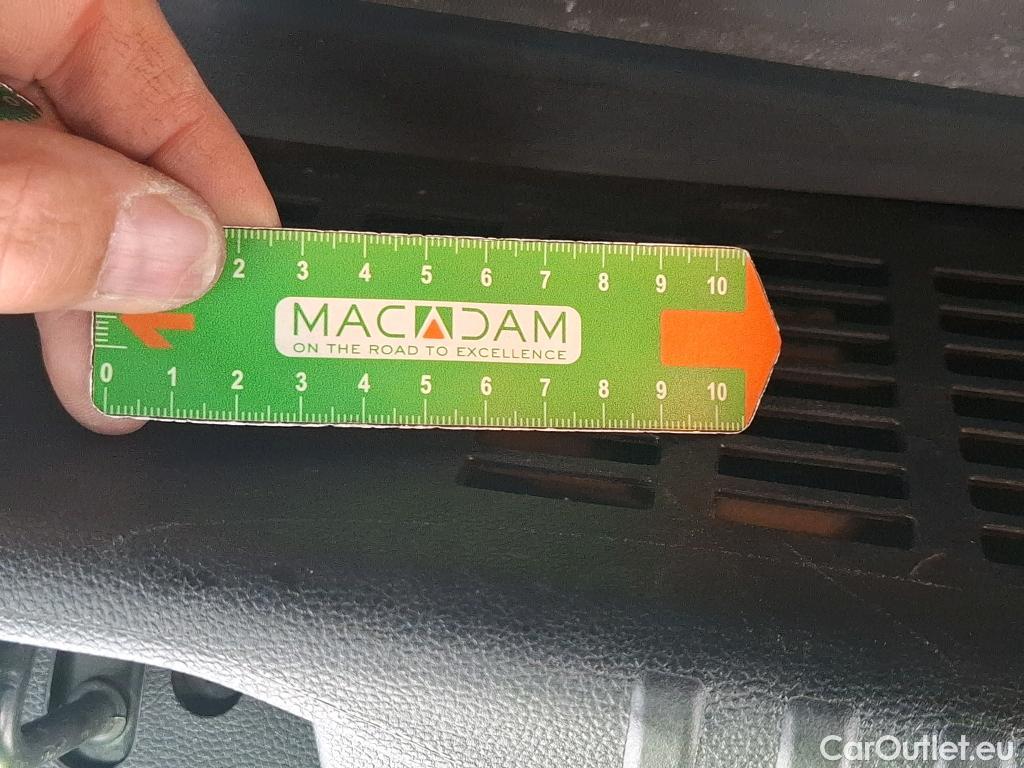 2 3 4 5 6 7 8 9 10
MACADAM
ON THE ROAD TO EXCELLENCE
0 1 2 3 4 5 6 7 8 9 10
CarOutlet.eu